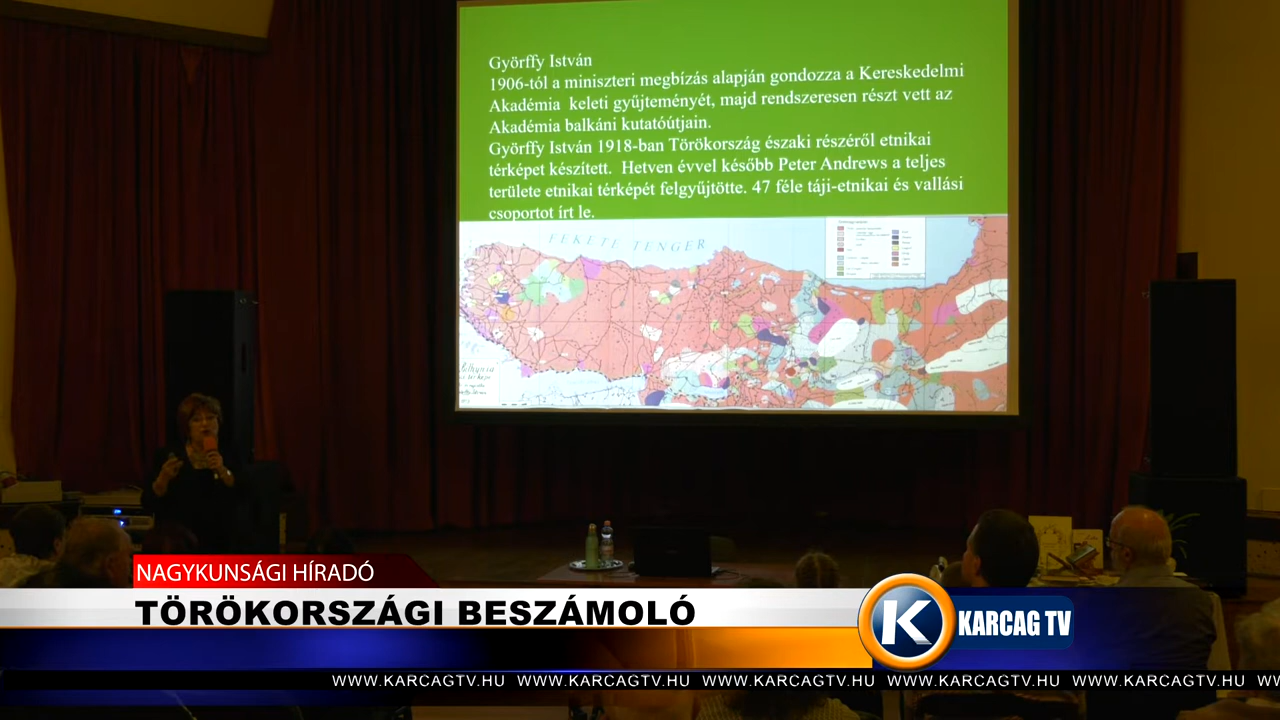 Györffy István
1906-tól a miniszteri megbízás alapján gondozza a Kereskedelmi
Akadémia keleti gyűjteményét, majd rendszeresen részt vett az
Akadémia balkáni kutatóútjain.
Györffy István 1918-ban Törökország északi részéről etnikai
térképet készített. Hetven évvel később Peter Andrews a teljes
területe etnikai térképét felgyűjtötte. 47 féle táji-etnikai és vallási
csoportot írt le.
FEKETE TENGER
NAGYKUNSÁGI HÍRADÓ
TÖRÖKORSZÁGI BESZÁMOLÓ
K KARCAG TV
WWW.KARCAGTV.HU WWW.KARCAGTV.HU WWW.KARCAGTV.HU WWW.KARCAGTV.HU WWW.KARCAGTV.HU WW